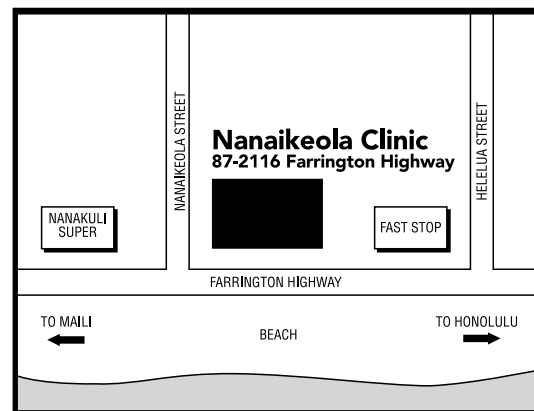 NANAIKEOLA STREET
HELELUA STREET
Nanaikeola Clinic
87-2116 Farrington Highway
NANAKULI
SUPER
FAST STOP
FARRINGTON HIGHWAY
TO MAILI
BEACH
TO HONOLULU